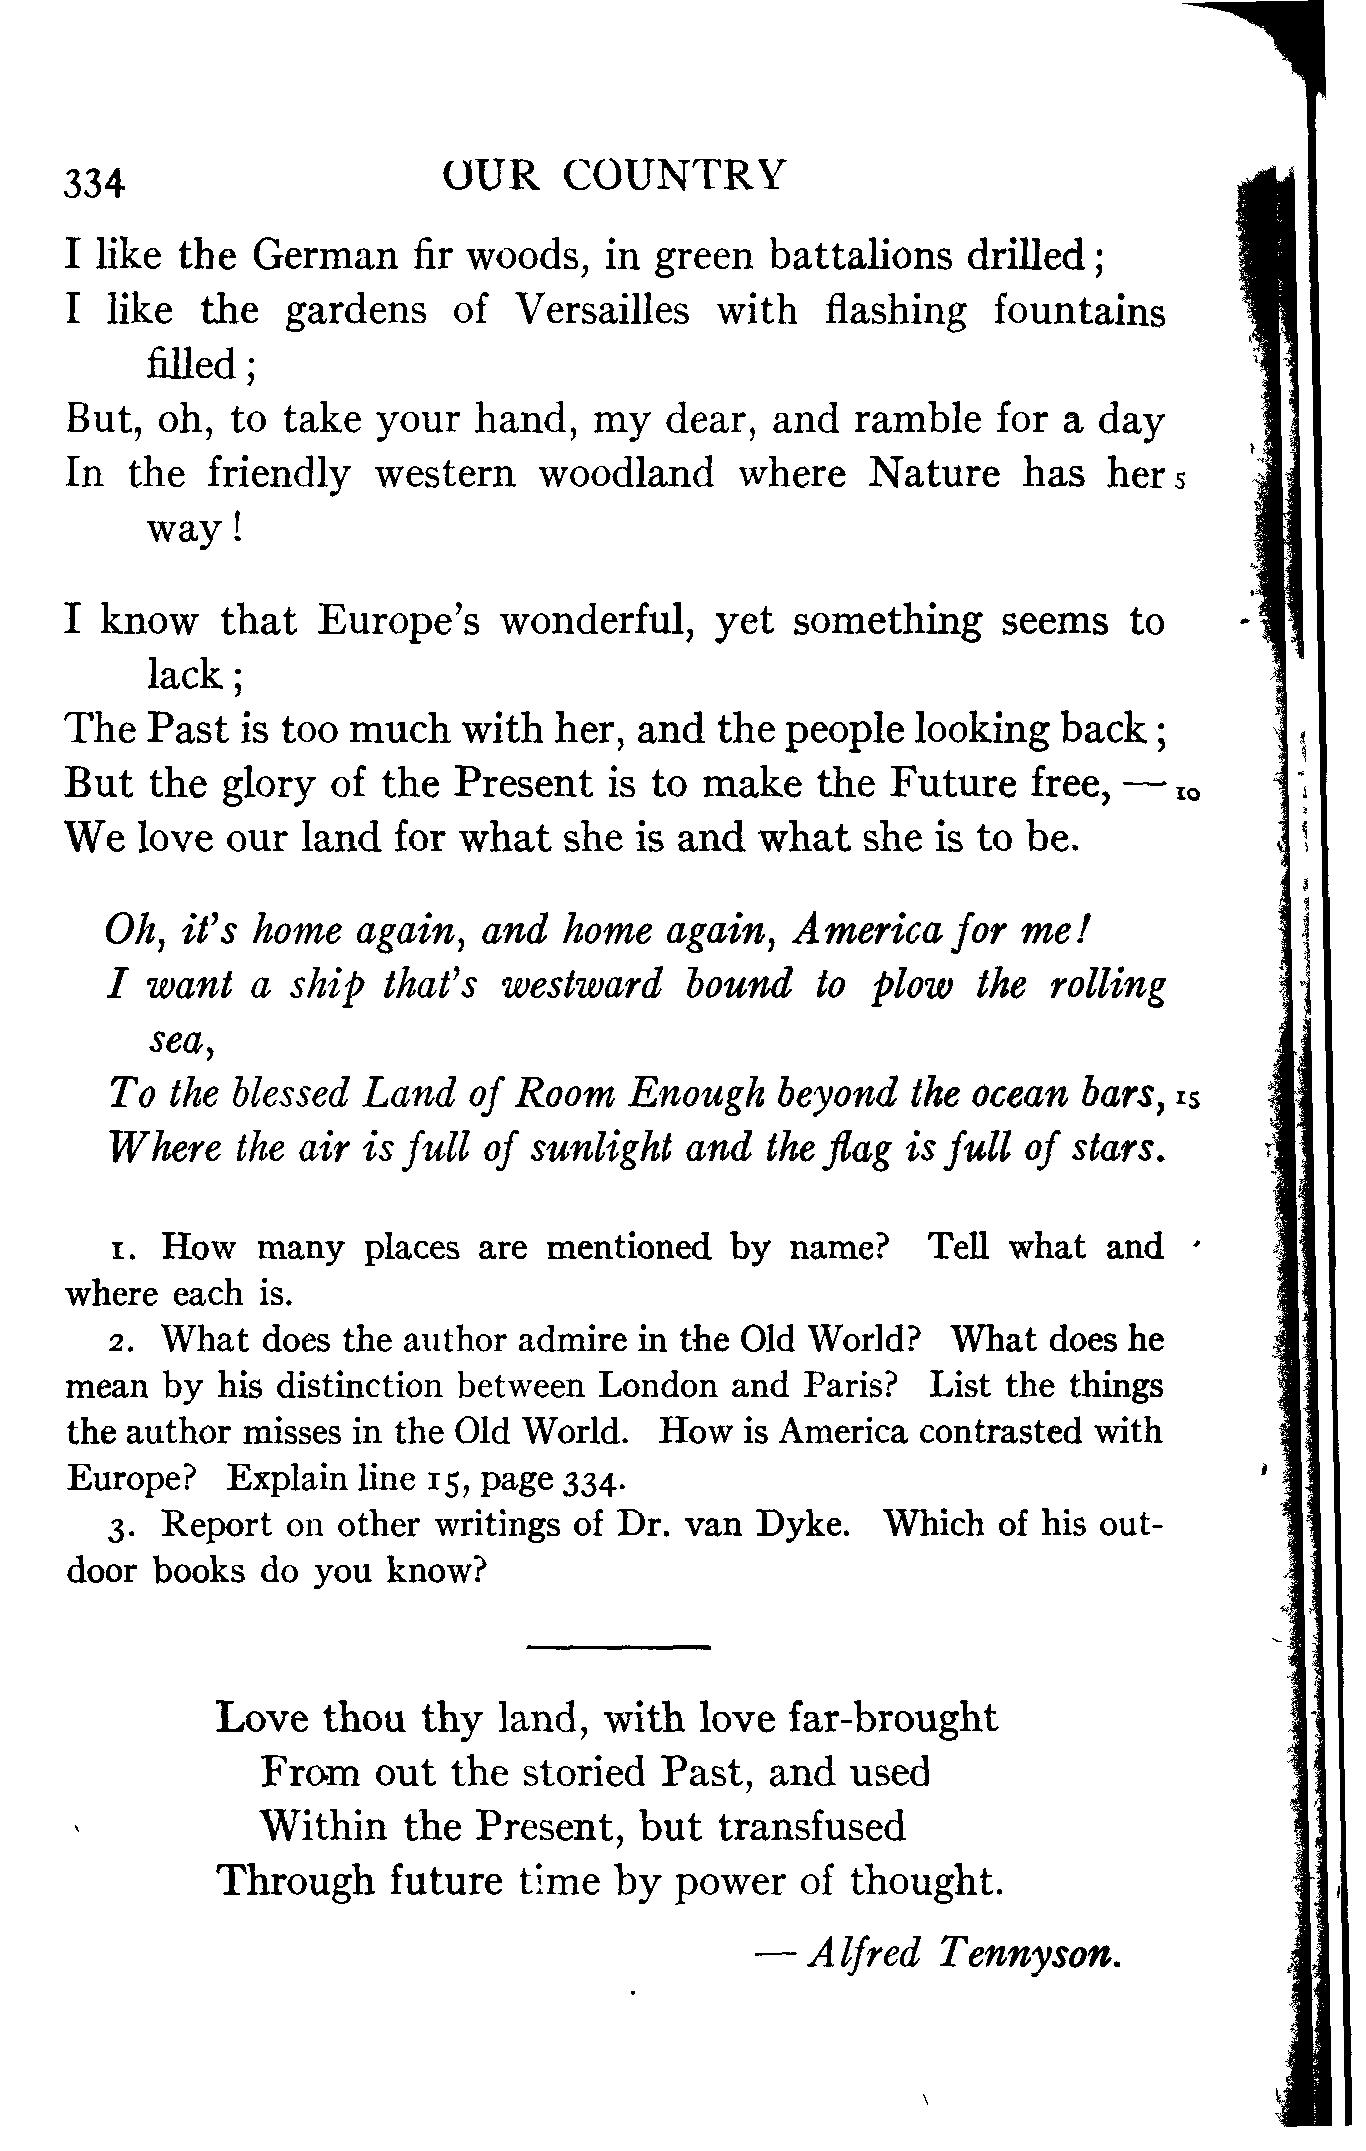 334 OUR COUNTRY
I like the German fir woods, in green battalions drilled;
I like the gardens of Versailles with flashing fountains
filled;
But, oh, to take your hand, my dear, and ramble for a day
In the friendly western woodland where Nature has her 5
way!
I know that Europe's wonderful, yet something seems to
lack;
The Past is too much with her, and the people looking back;
But the glory of the Present is to make the Future free,— 10
We love our land for what she is and what she is to be.
Oh, it's home again, and home again, America for me!
I want a ship that's westward bound to plow the rolling
sea,
To the blessed Land of Room Enough beyond the ocean bars, 15
Where the air is full of sunlight and the flag is full of stars.
1. How many places are mentioned by name? Tell what and
where each is.
2. What does the author admire in the Old World? What does he
mean by his distinction between London and Paris? List the things
the author misses in the Old World. How is America contrasted with
Europe? Explain line 15, page 334.
3. Report on other writings of Dr. van Dyke. Which of his out-
door books do you know?
Love thou thy land, with love far-brought
From out the storied Past, and used
Within the Present, but transfused
Through future time by power of thought.
— Alfred Tennyson.